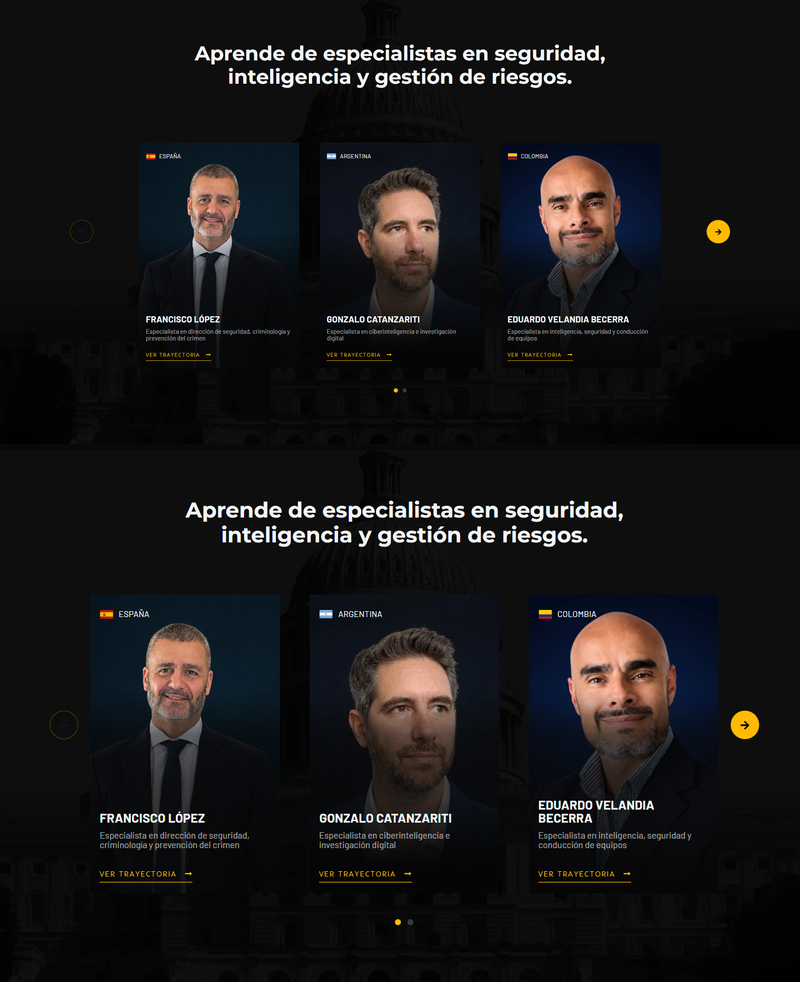 Aprende de especialistas en seguridad,
inteligencia y gestión de riesgos.
ESPAÑA
FRANCISCO LÓPEZ
Especialista en dirección de seguridad, criminología y
prevención del crimen
VER TRAYECTORIA
ARGENTINA
GONZALO CATANZARITI
Especialista en ciberinteligencia e investigación
digital
VER TRAYECTORIA
COLOMBIA
EDUARDO VELANDIA BECERRA
Especialista en inteligencia, seguridad y conducción
de equipos
VER TRAYECTORIA
Aprende de especialistas en seguridad,
inteligencia y gestión de riesgos.
ESPAÑA
FRANCISCO LÓPEZ
Especialista en dirección de seguridad,
criminología y prevención del crimen
VER TRAYECTORIA
ARGENTINA
GONZALO CATANZARITI
Especialista en ciberinteligencia e
investigación digital
VER TRAYECTORIA
COLOMBIA
EDUARDO VELANDIA
BECERRA
Especialista en inteligencia, seguridad y
conducción de equipos
VER TRAYECTORIA